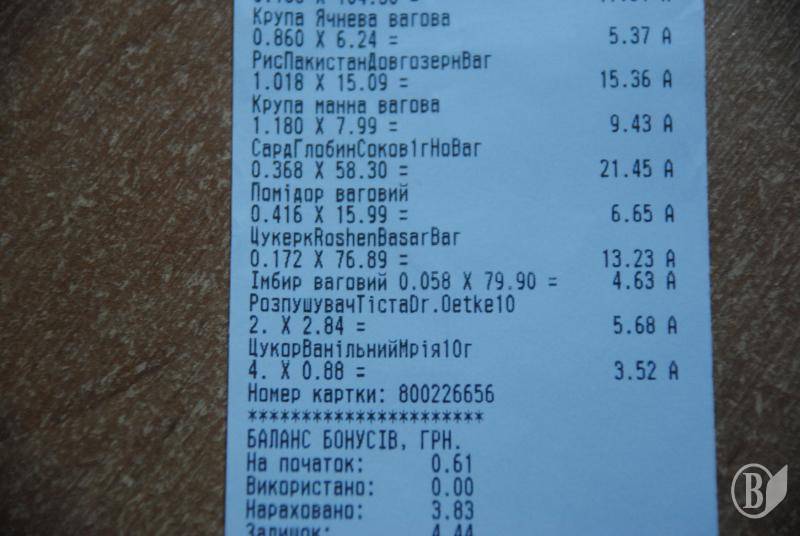 Крупа Ячнева вагова
0.860 X 6.24 = 5.37 А
РисПакистанДовгозернВаг
1.018 X 15.09 = 15.36 А
Крупа манна вагова
1.180 X 7.99 = 9.43 А
СардГлобинСоков1гНоВаг
0.368 X 58.30 = 21.45 А
Помідор ваговий
0.416 X 15.99 = 6.65 А
ЦукеркRoshenВаsагВаг
0.172 X 76.89 = 13.23 А
Імбир ваговий 0.058 X 79.90 = 4.63 А
РозпушувачТістаDr.Oetke10
2. X 2.84 = 5.68 А
ЦукорВанільнийМрія10г
4. X 0.88 = 3.52 А
Номер картки: 800226656
**********************
БАЛАНС БОНУСІВ, ГРН.
На початок: 0.61
Використано: 0.00
Нараховано: 3.83
Залишок: 4.44
В